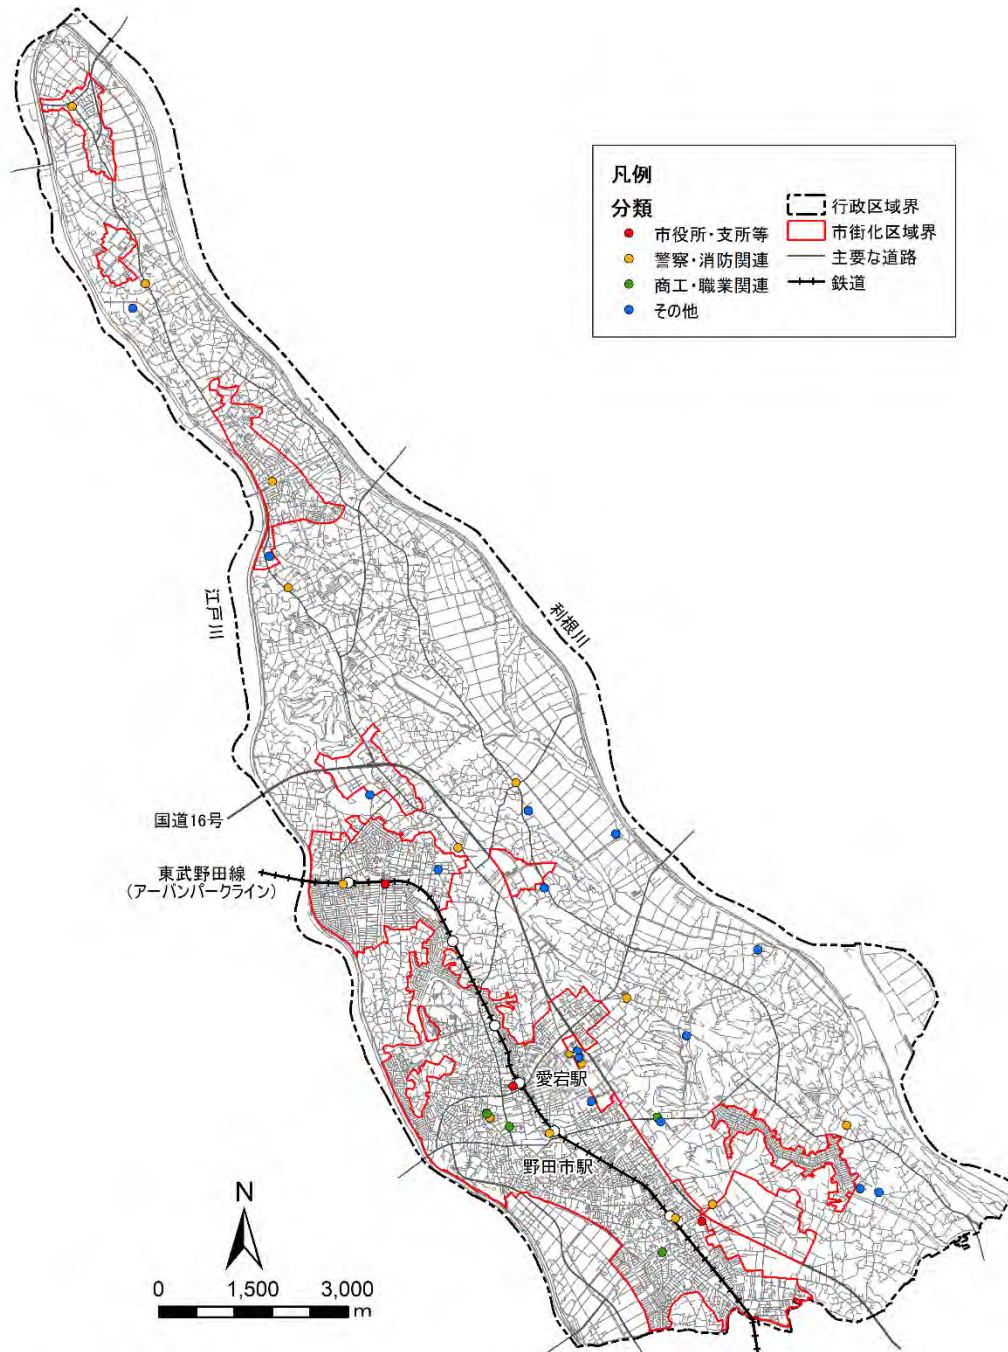 凡例
分類
市役所・支所等
警察・消防関連
商工・職業関連
その他
行政区域界
市街化区域界
主要な道路
鉄道
江戸川
利根川
国道16号
東武野田線
(アーバンパークライン)
愛宕駅
野田市駅
N
0 1,500 3,000
m